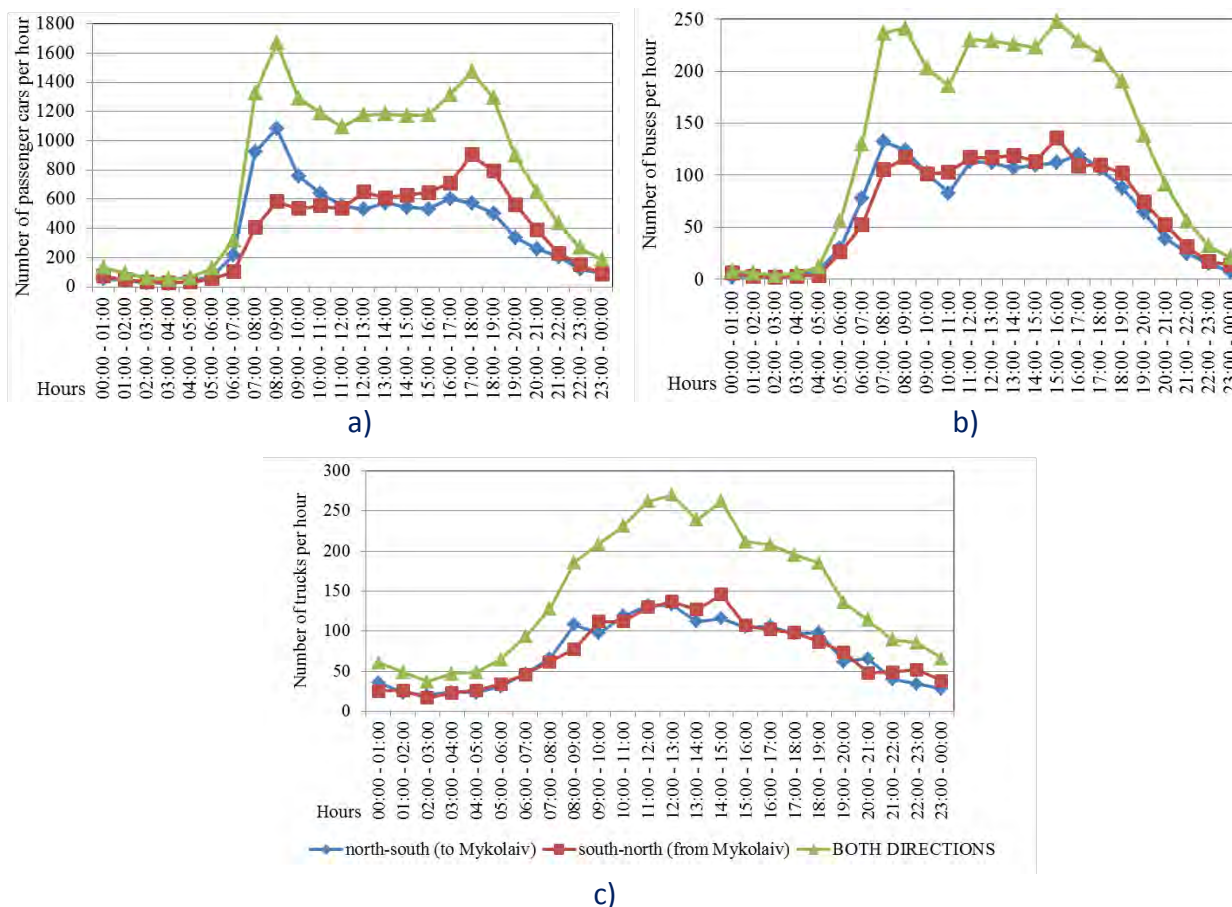 Number of passenger cars per hour
1800
1600
1400
1200
1000
800
600
400
200
0
00:00 - 01:00
01:00 - 02:00
02:00 - 03:00
03:00 - 04:00
04:00 - 05:00
05:00 - 06:00
06:00 - 07:00
07:00 - 08:00
08:00 - 09:00
09:00 - 10:00
10:00 - 11:00
11:00 - 12:00
12:00 - 13:00
13:00 - 14:00
14:00 - 15:00
15:00 - 16:00
16:00 - 17:00
17:00 - 18:00
18:00 - 19:00
19:00 - 20:00
20:00 - 21:00
21:00 - 22:00
22:00 - 23:00
23:00 - 00:00
Hours
a)
Number of buses per hour
250
200
150
100
50
0
00:00 - 01:00
01:00 - 02:00
02:00 - 03:00
03:00 - 04:00
04:00 - 05:00
05:00 - 06:00
06:00 - 07:00
07:00 - 08:00
08:00 - 09:00
09:00 - 10:00
10:00 - 11:00
11:00 - 12:00
12:00 - 13:00
13:00 - 14:00
14:00 - 15:00
15:00 - 16:00
16:00 - 17:00
17:00 - 18:00
18:00 - 19:00
19:00 - 20:00
20:00 - 21:00
21:00 - 22:00
22:00 - 23:00
23:00 - 00:00
Hours
b)
Number of trucks per hour
300
250
200
150
100
50
0
00:00 - 01:00
01:00 - 02:00
02:00 - 03:00
03:00 - 04:00
04:00 - 05:00
05:00 - 06:00
06:00 - 07:00
07:00 - 08:00
08:00 - 09:00
09:00 - 10:00
10:00 - 11:00
11:00 - 12:00
12:00 - 13:00
13:00 - 14:00
14:00 - 15:00
15:00 - 16:00
16:00 - 17:00
17:00 - 18:00
18:00 - 19:00
19:00 - 20:00
20:00 - 21:00
21:00 - 22:00
22:00 - 23:00
23:00 - 00:00
Hours
north-south (to Mykolaiv) south-north (from Mykolaiv) BOTH DIRECTIONS
c)